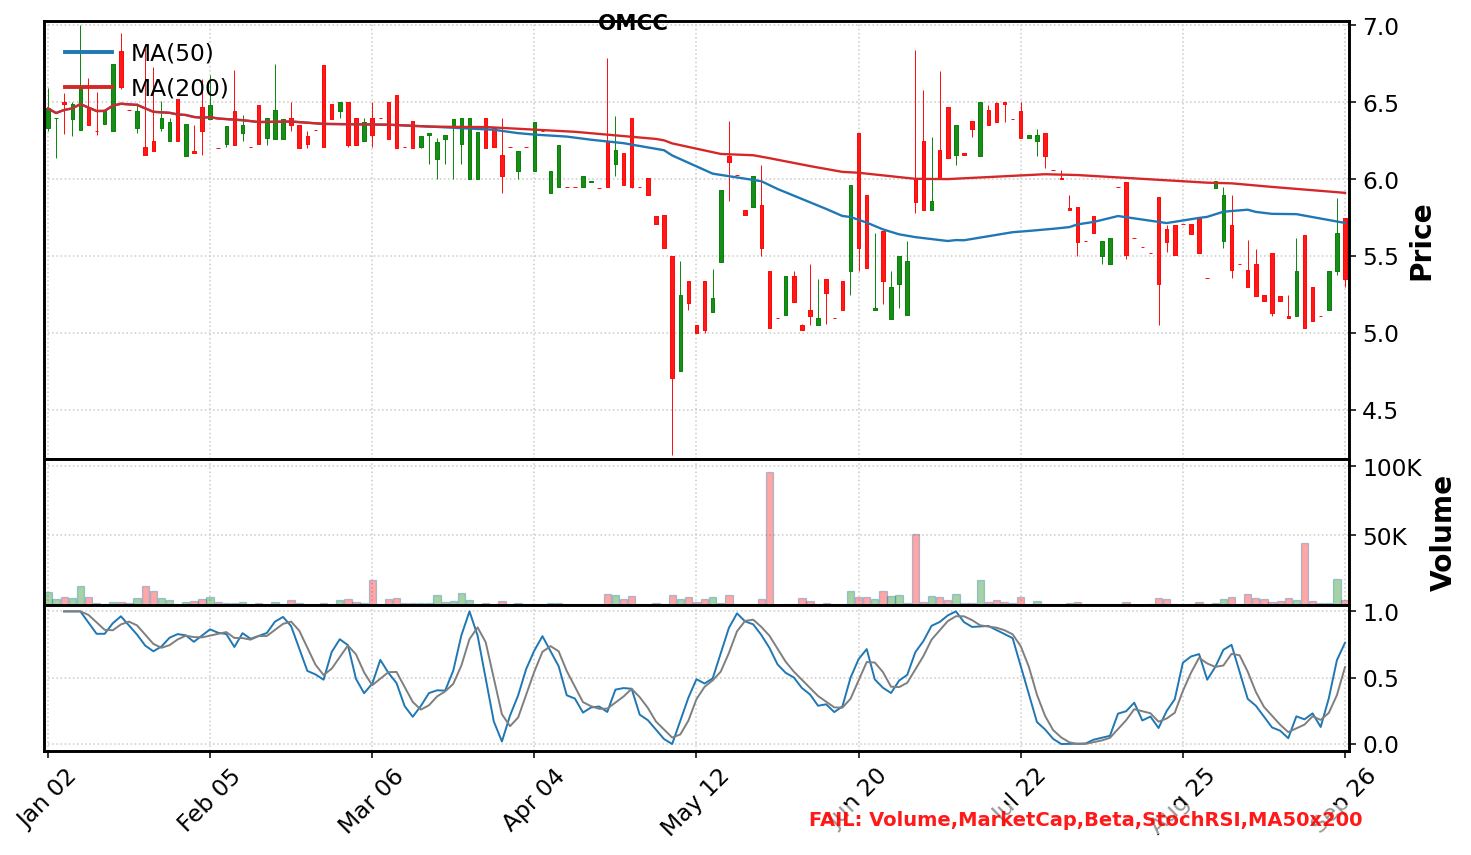 OMCC
MA(50)
MA(200)
7.0
6.5
6.0
5.5
5.0
4.5
Price
100K
50K
Volume
1.0
0.5
0.0
Jan 02
Feb 05
Mar 06
Apr 04
May 12
Jun 20
Jul 22
Aug 25
Sep 26
FAIL: Volume,MarketCap,Beta,StochRSI,MA50x200